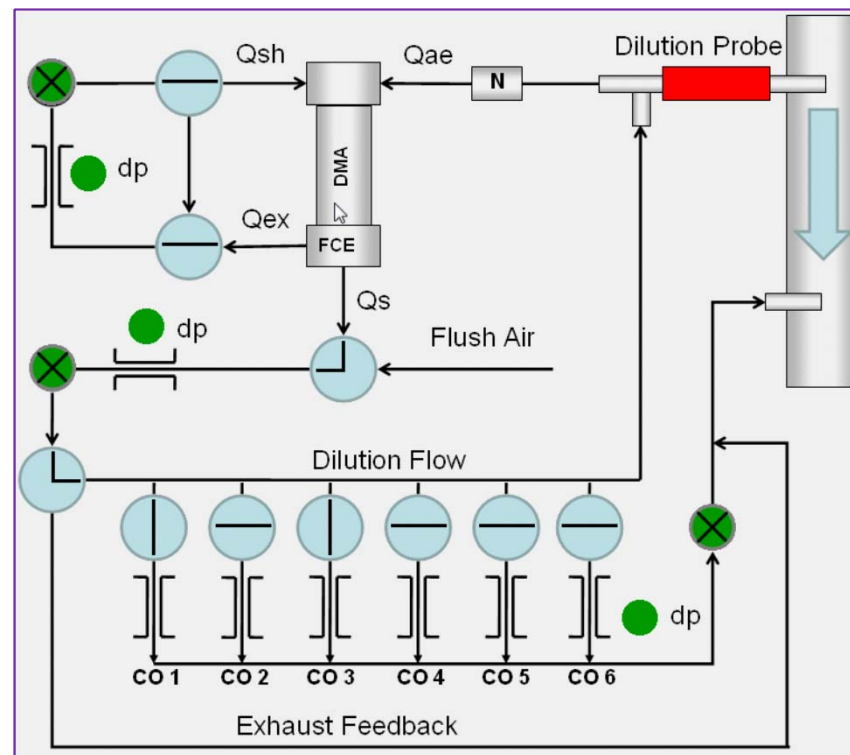 Qsh
Qae
Dilution Probe
N
dp
DMA
Qex
FCE
Qs
dp
Flush Air
Dilution Flow
dp
CO 1 CO 2 CO 3 CO 4 CO 5 CO 6
Exhaust Feedback